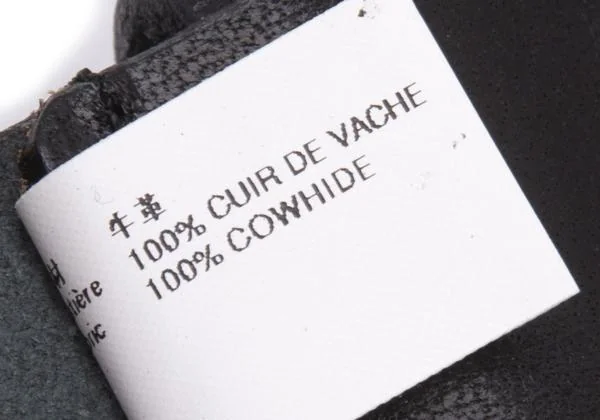 牛革
100% CUIR DE VACHE
100% COWHIDE